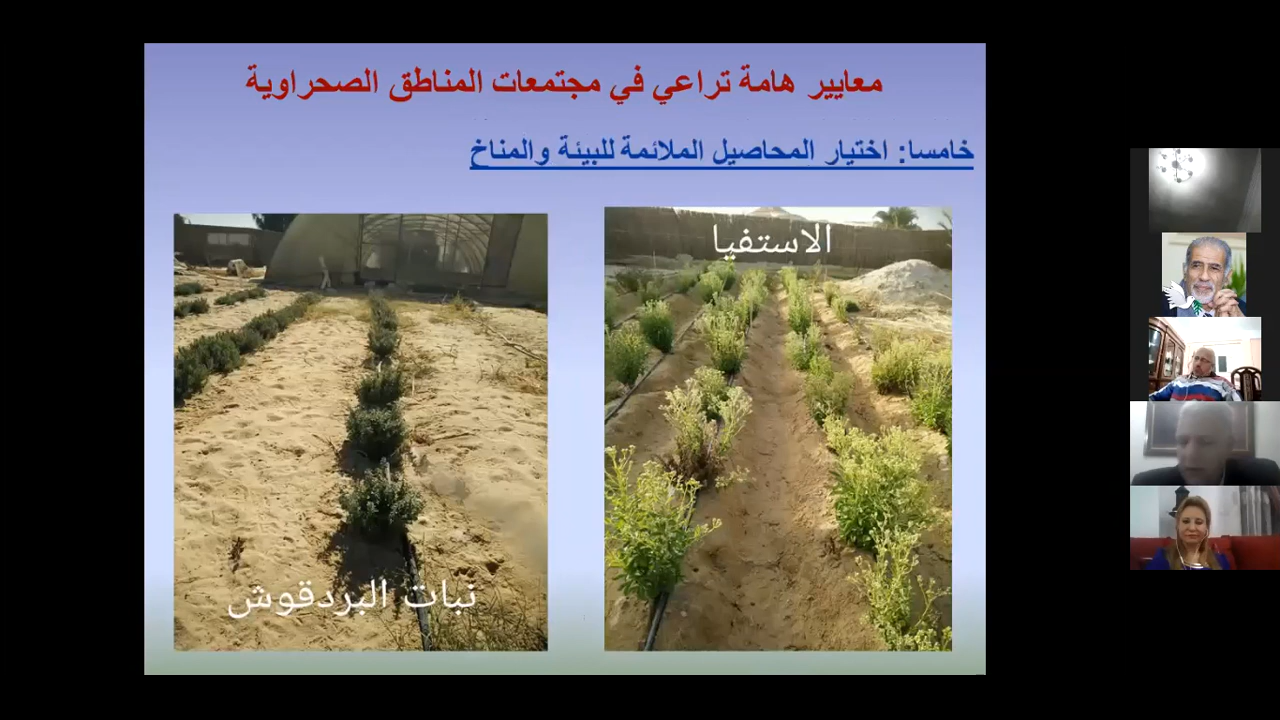 معايير هامة تراعي في مجتمعات المناطق الصحراوية
خامسا: اختيار المحاصيل الملائمة للبيئة والمناخ
الاستفيا
نبات البردقوش